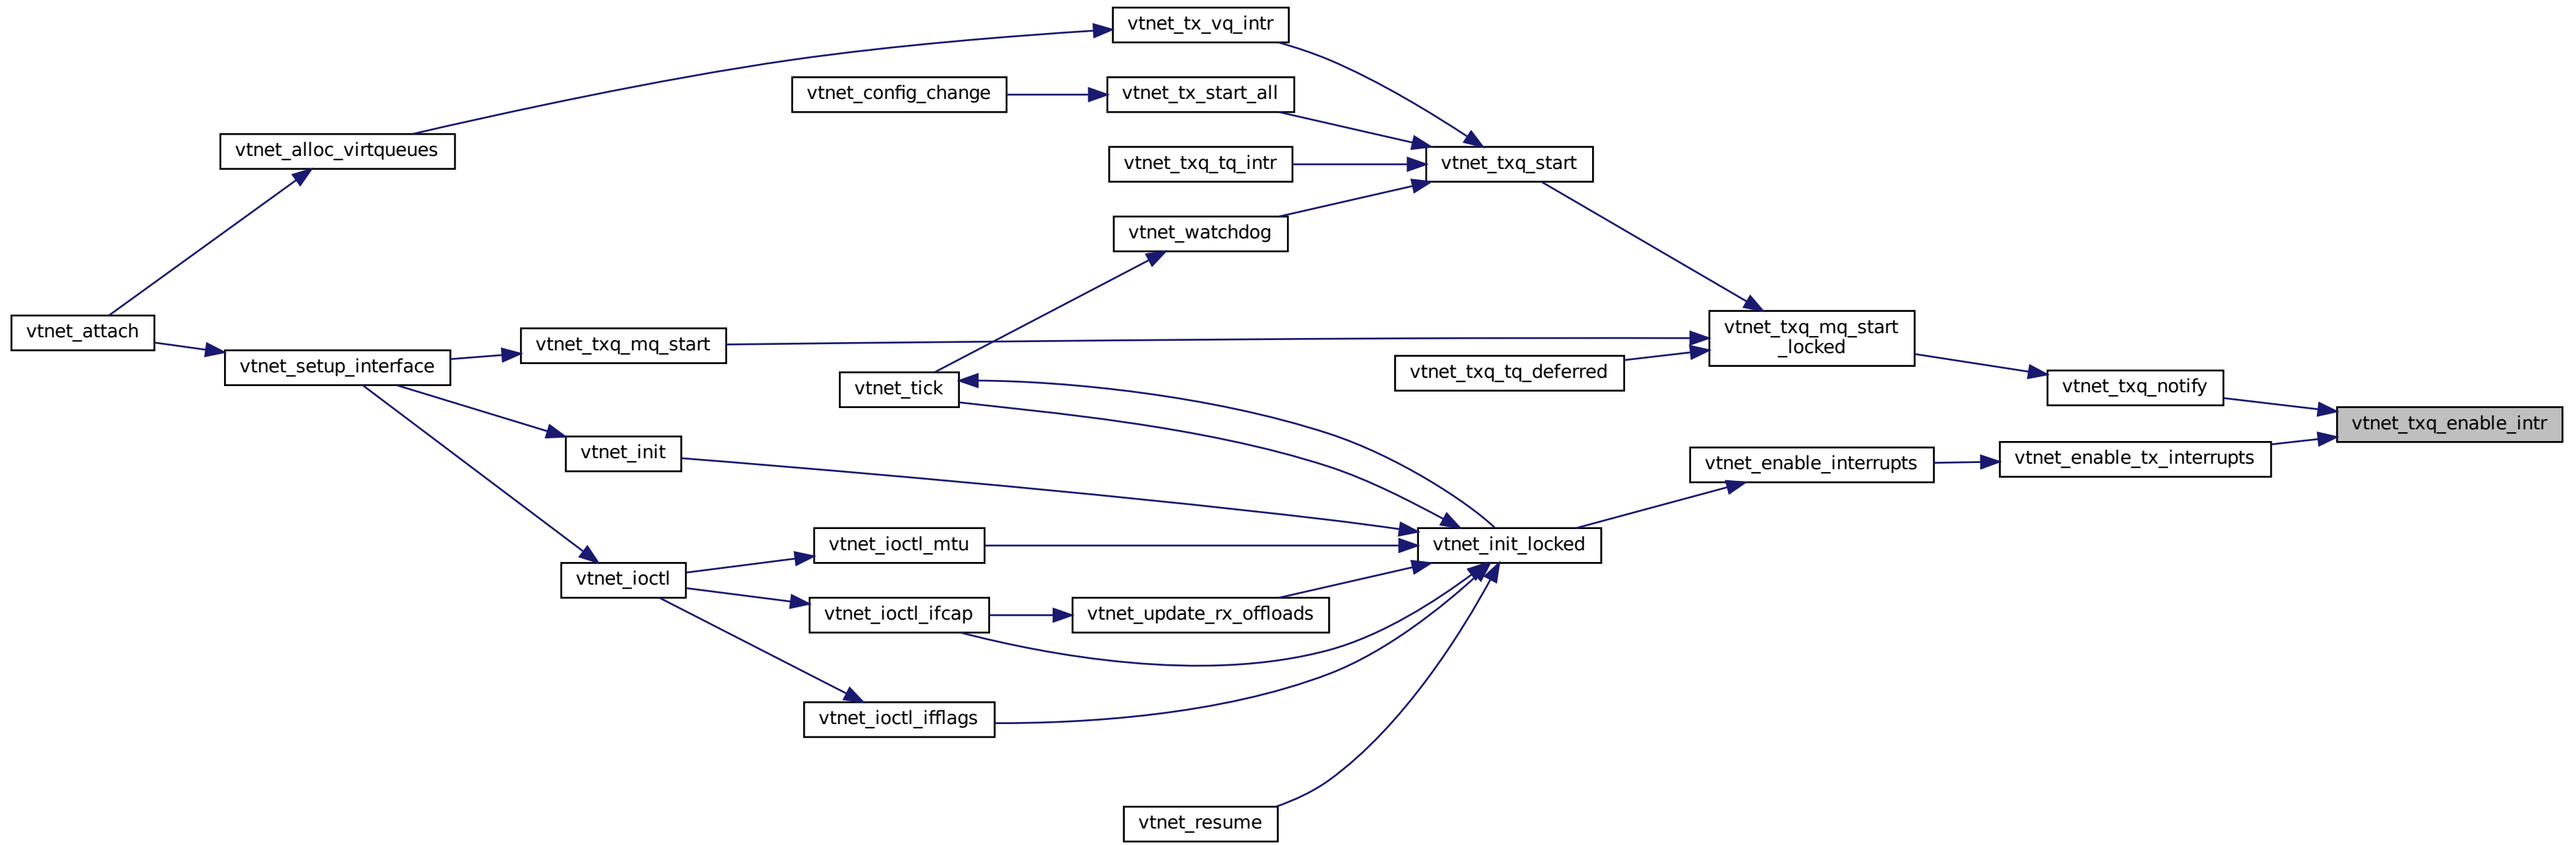 vtnet_tx_vq_intr
vtnet_config_change
vtnet_tx_start_all
vtnet_alloc_virtqueues
vtnet_txq_tq_intr
vtnet_txq_start
vtnet_watchdog
vtnet_attach
vtnet_setup_interface
vtnet_txq_mq_start
vtnet_txq_mq_start
_locked
vtnet_txq_tq_deferred
vtnet_tick
vtnet_txq_notify
vtnet_txq_enable_intr
vtnet_init
vtnet_enable_interrupts
vtnet_enable_tx_interrupts
vtnet_ioctl_mtu
vtnet_init_locked
vtnet_ioctl
vtnet_ioctl_ifcap
vtnet_update_rx_offloads
vtnet_ioctl_ifflags
vtnet_resume